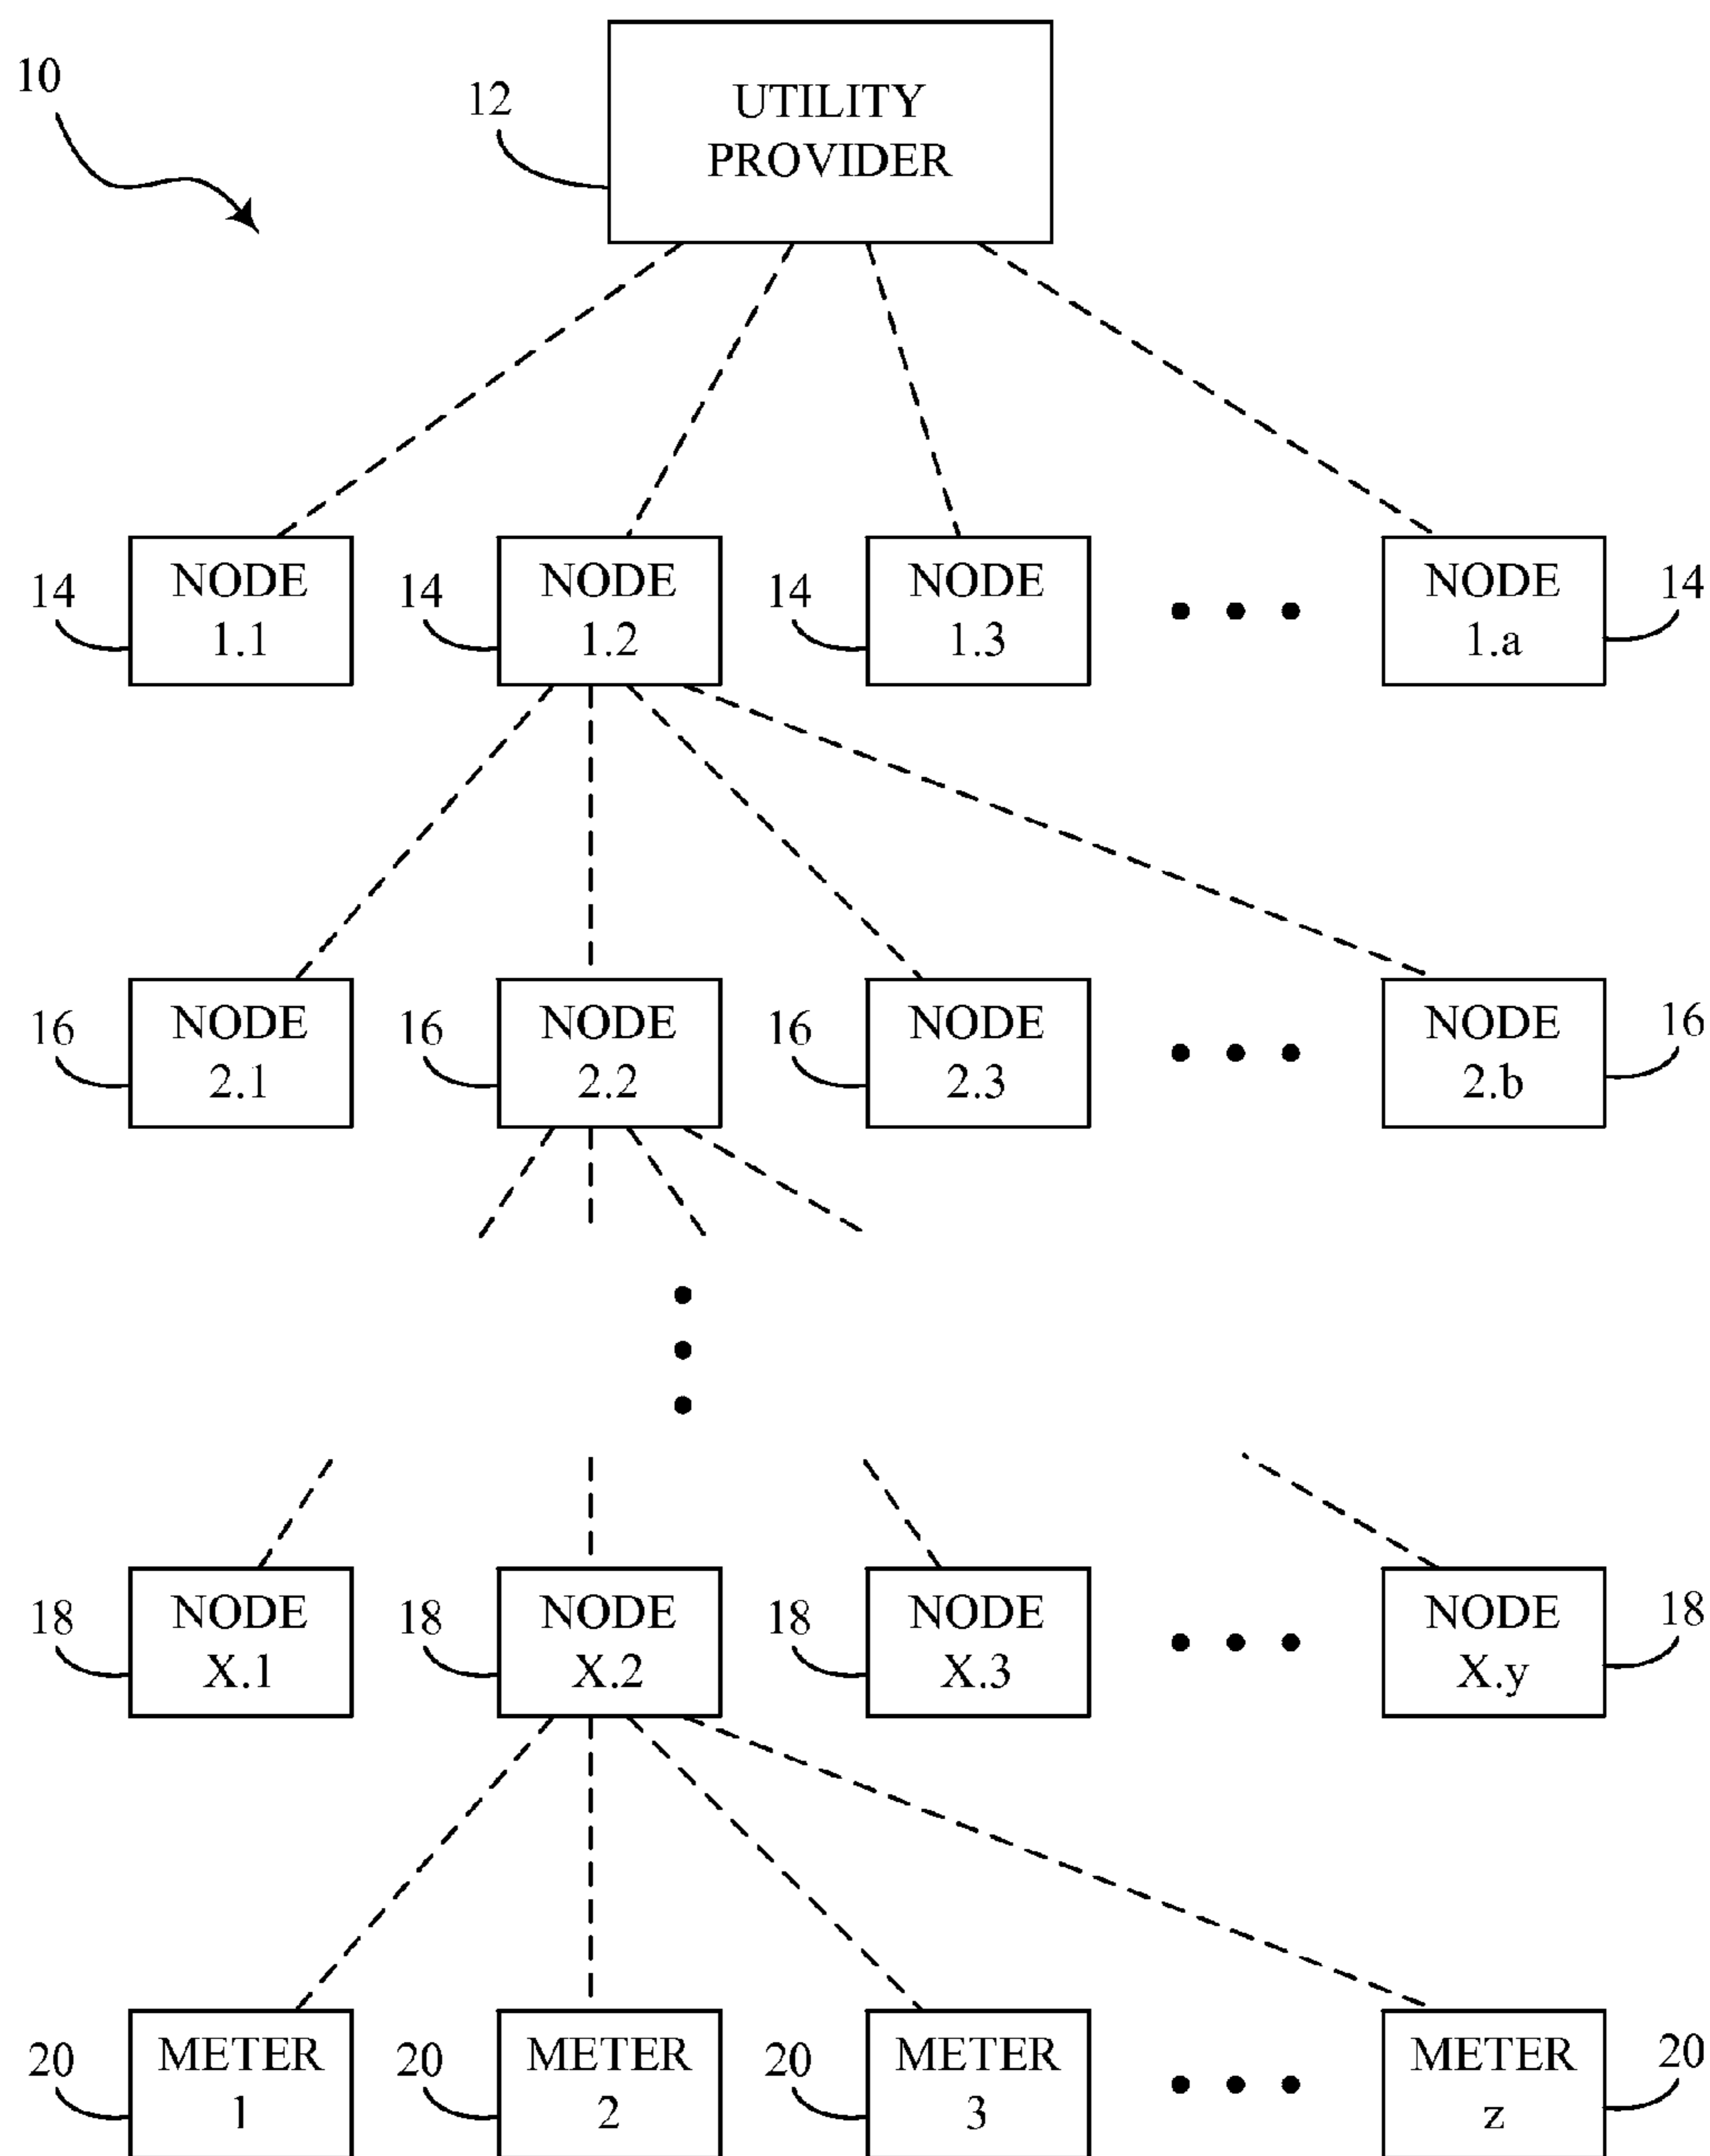 10
12
UTILITY
PROVIDER
14
NODE
1.1
14
NODE
1.2
14
NODE
1.3
NODE
1.a
14
16
NODE
2.1
16
NODE
2.2
16
NODE
2.3
NODE
2.b
16
18
NODE
X.1
18
NODE
X.2
18
NODE
X.3
NODE
X.y
18
20
METER
1
20
METER
2
20
METER
3
METER
z
20